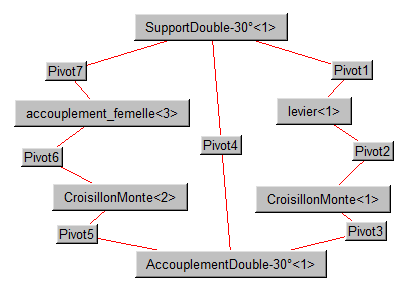 SupportDouble-30°<1>
Pivot7
Pivot1
accouplement_femelle<3>
levier<1>
Pivot4
Pivot6
Pivot2
CroisillonMonte<2>
CroisillonMonte<1>
Pivot5
Pivot3
AccouplementDouble-30°<1>